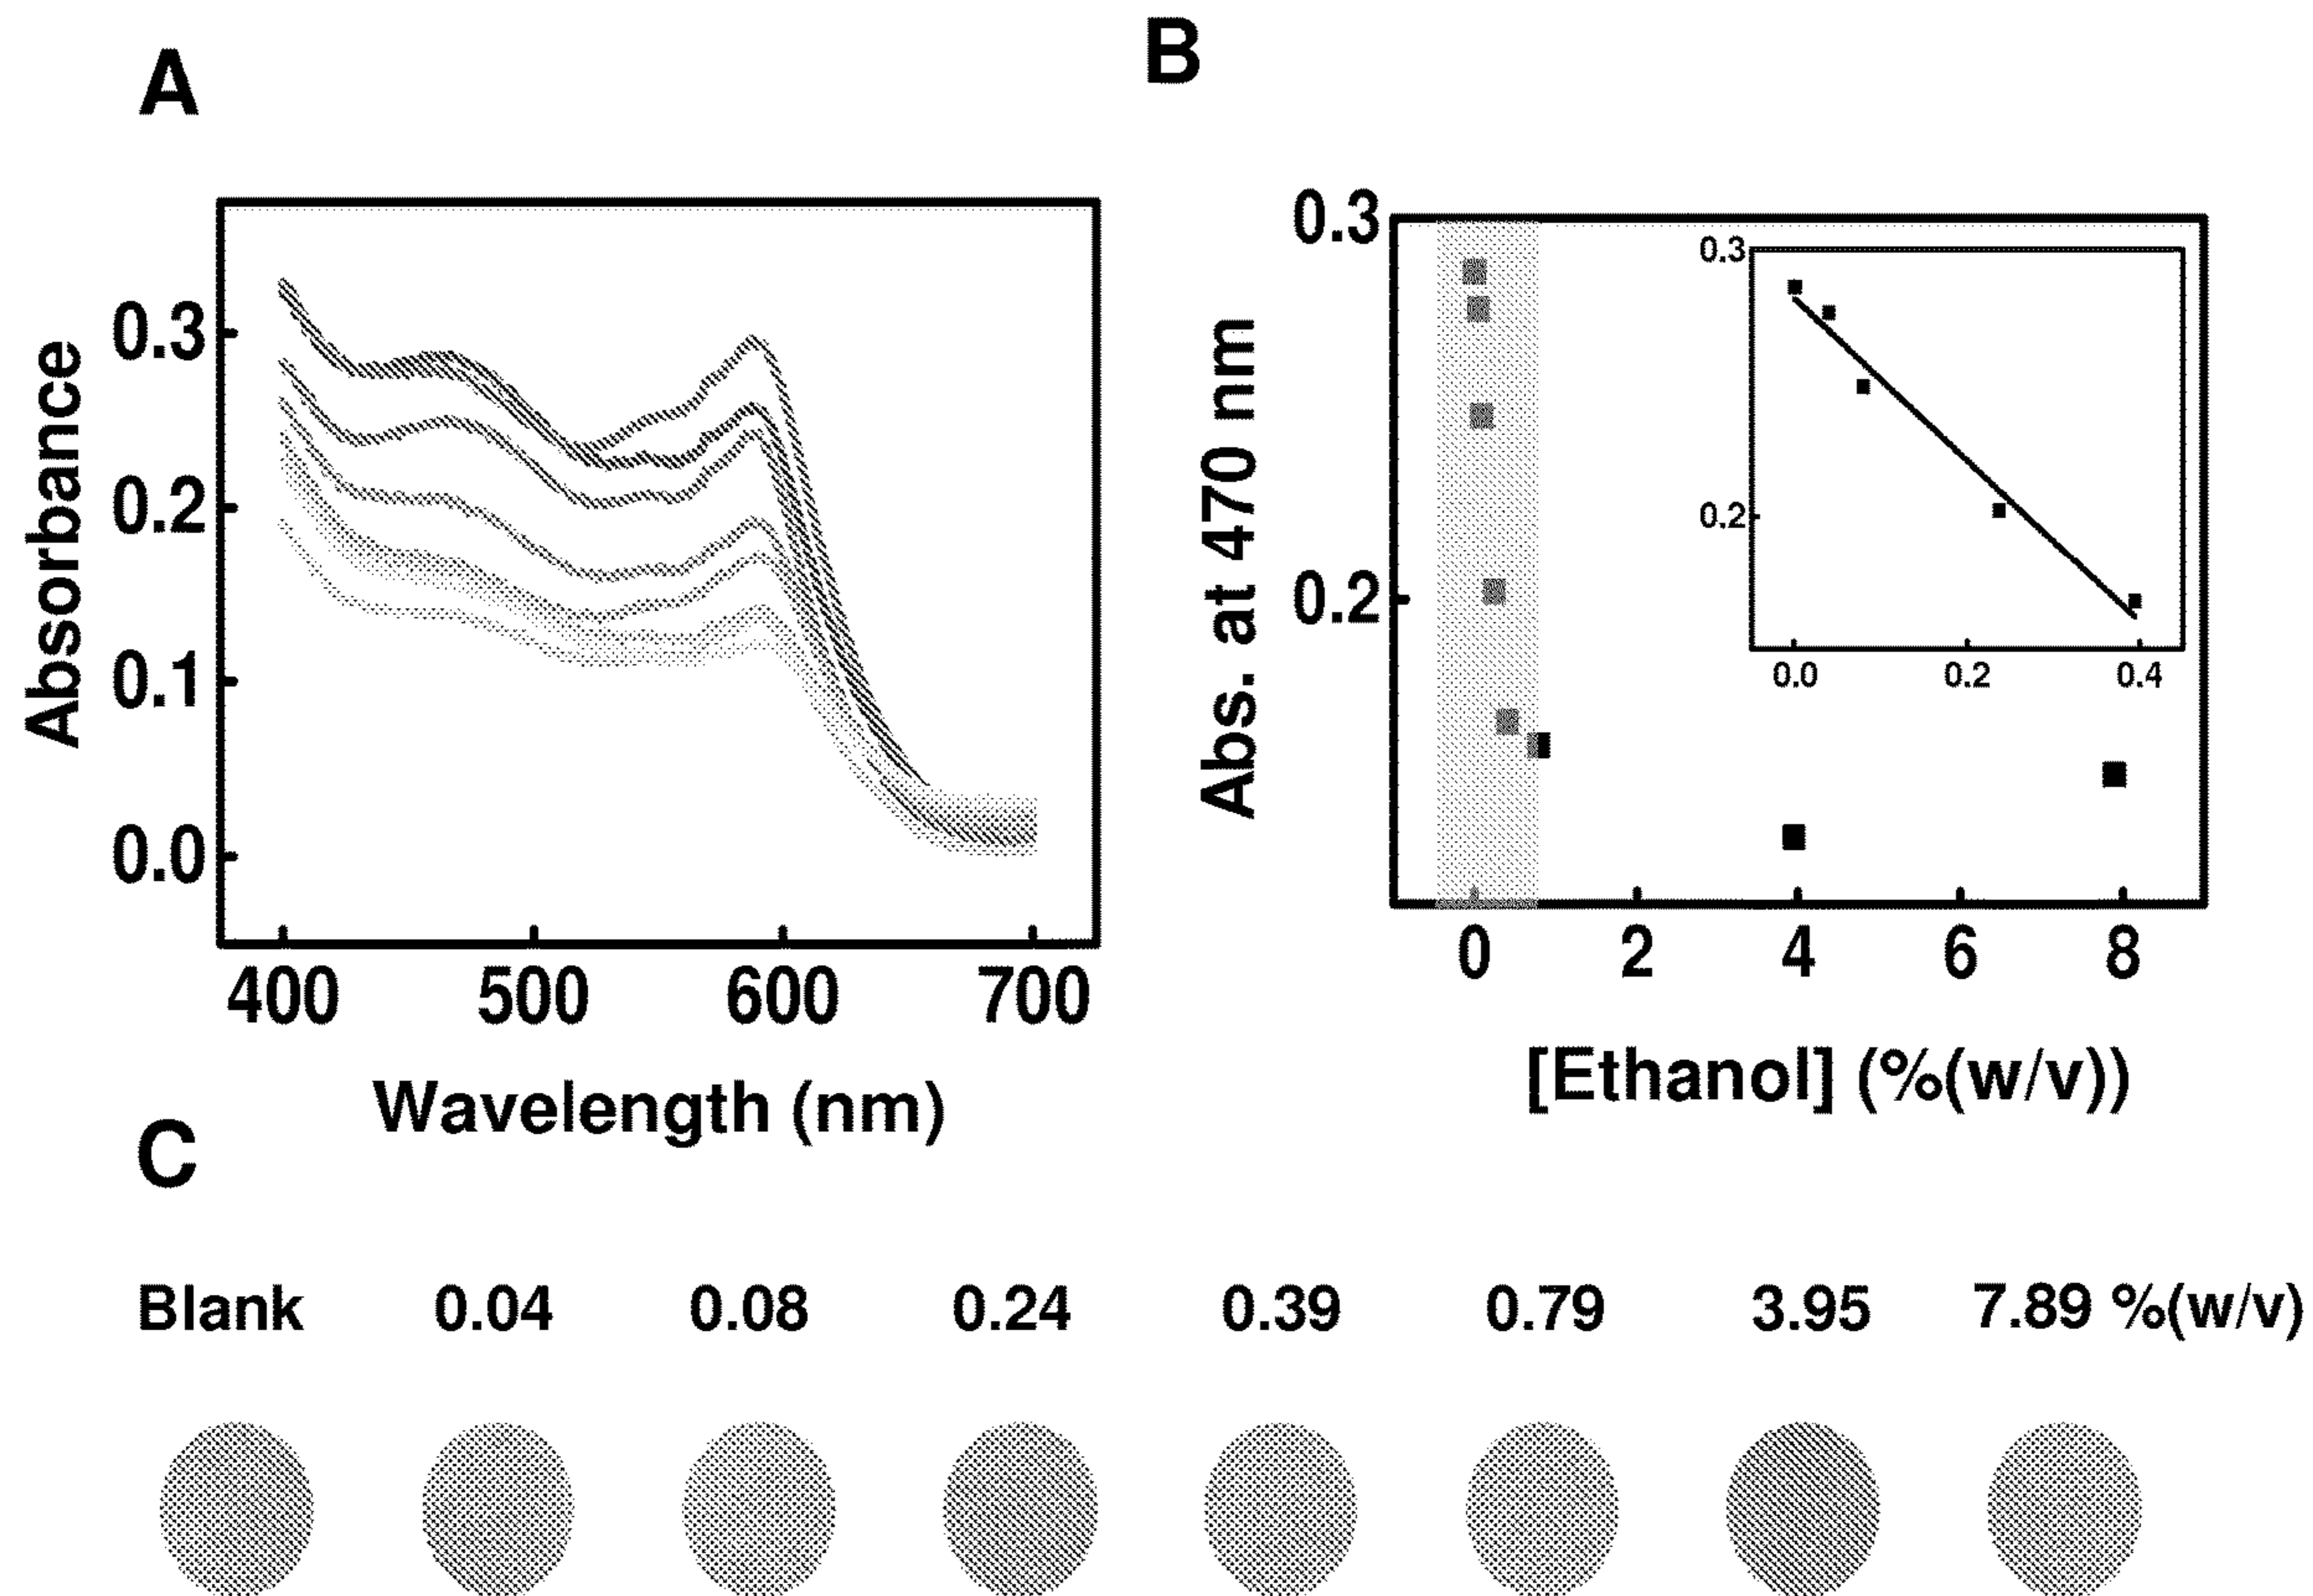 A
Absorbance
0.3
0.2
0.1
0.0
400 500 600 700
Wavelength (nm)
B
Abs. at 470 nm
0.3
0.2
0.3
0.2
0.0 0.2 0.4
0 2 4 6 8
[Ethanol] (%(w/v))
C
Blank 0.04 0.08 0.24 0.39 0.79 3.95 7.89 %(w/v)